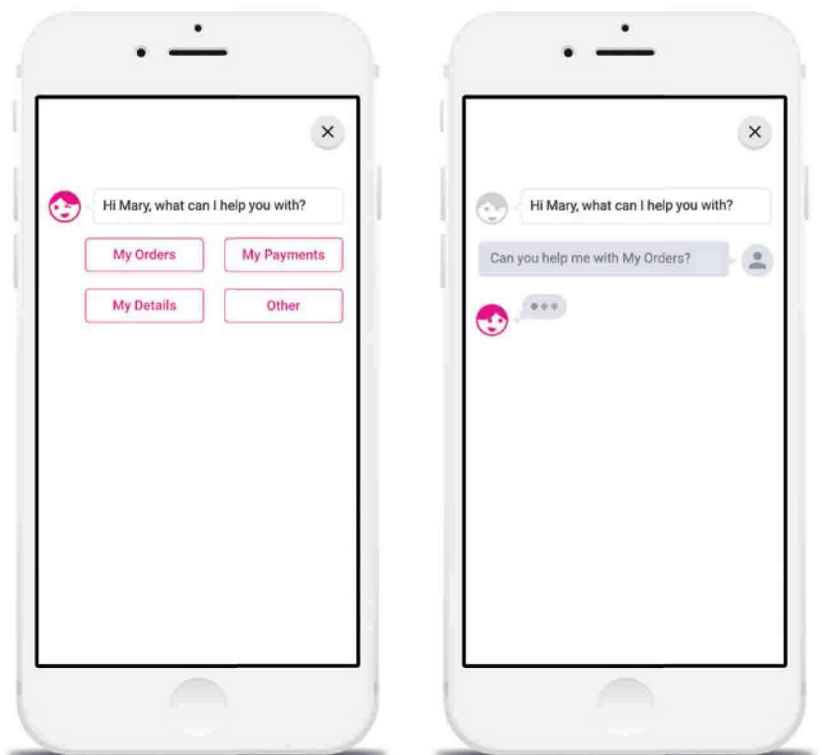 Hi Mary, what can I help you with?
My Orders
My Payments
My Details
Other
Hi Mary, what can I help you with?
Can you help me with My Orders?